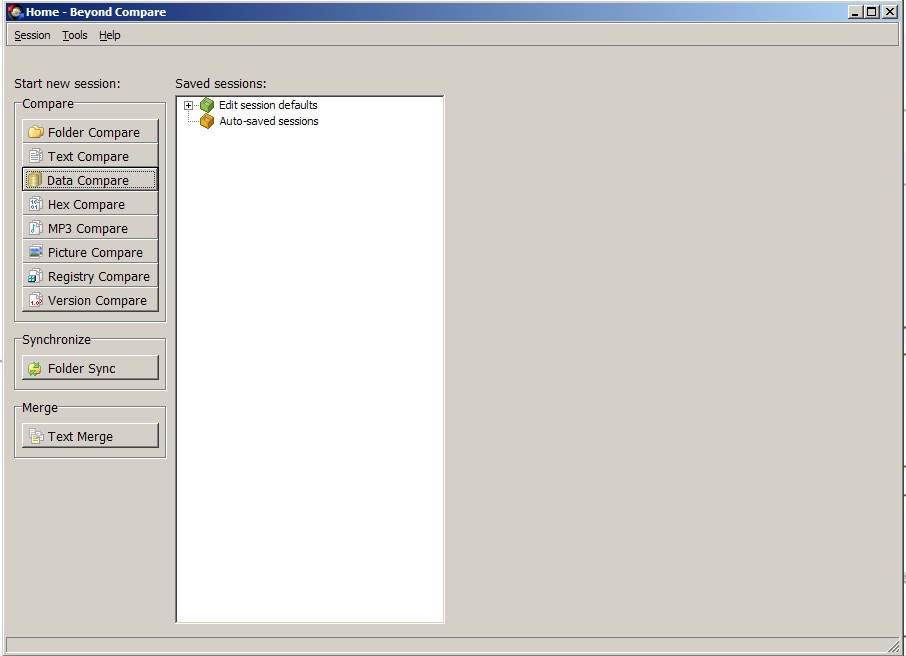 Home - Beyond Compare
Session Tools Help
Start new session:
Saved sessions:
Compare
Folder Compare
Text Compare
Data Compare
Hex Compare
MP3 Compare
Picture Compare
Registry Compare
Version Compare
Synchronize
Folder Sync
Merge
Text Merge
Edit session defaults
Auto-saved sessions